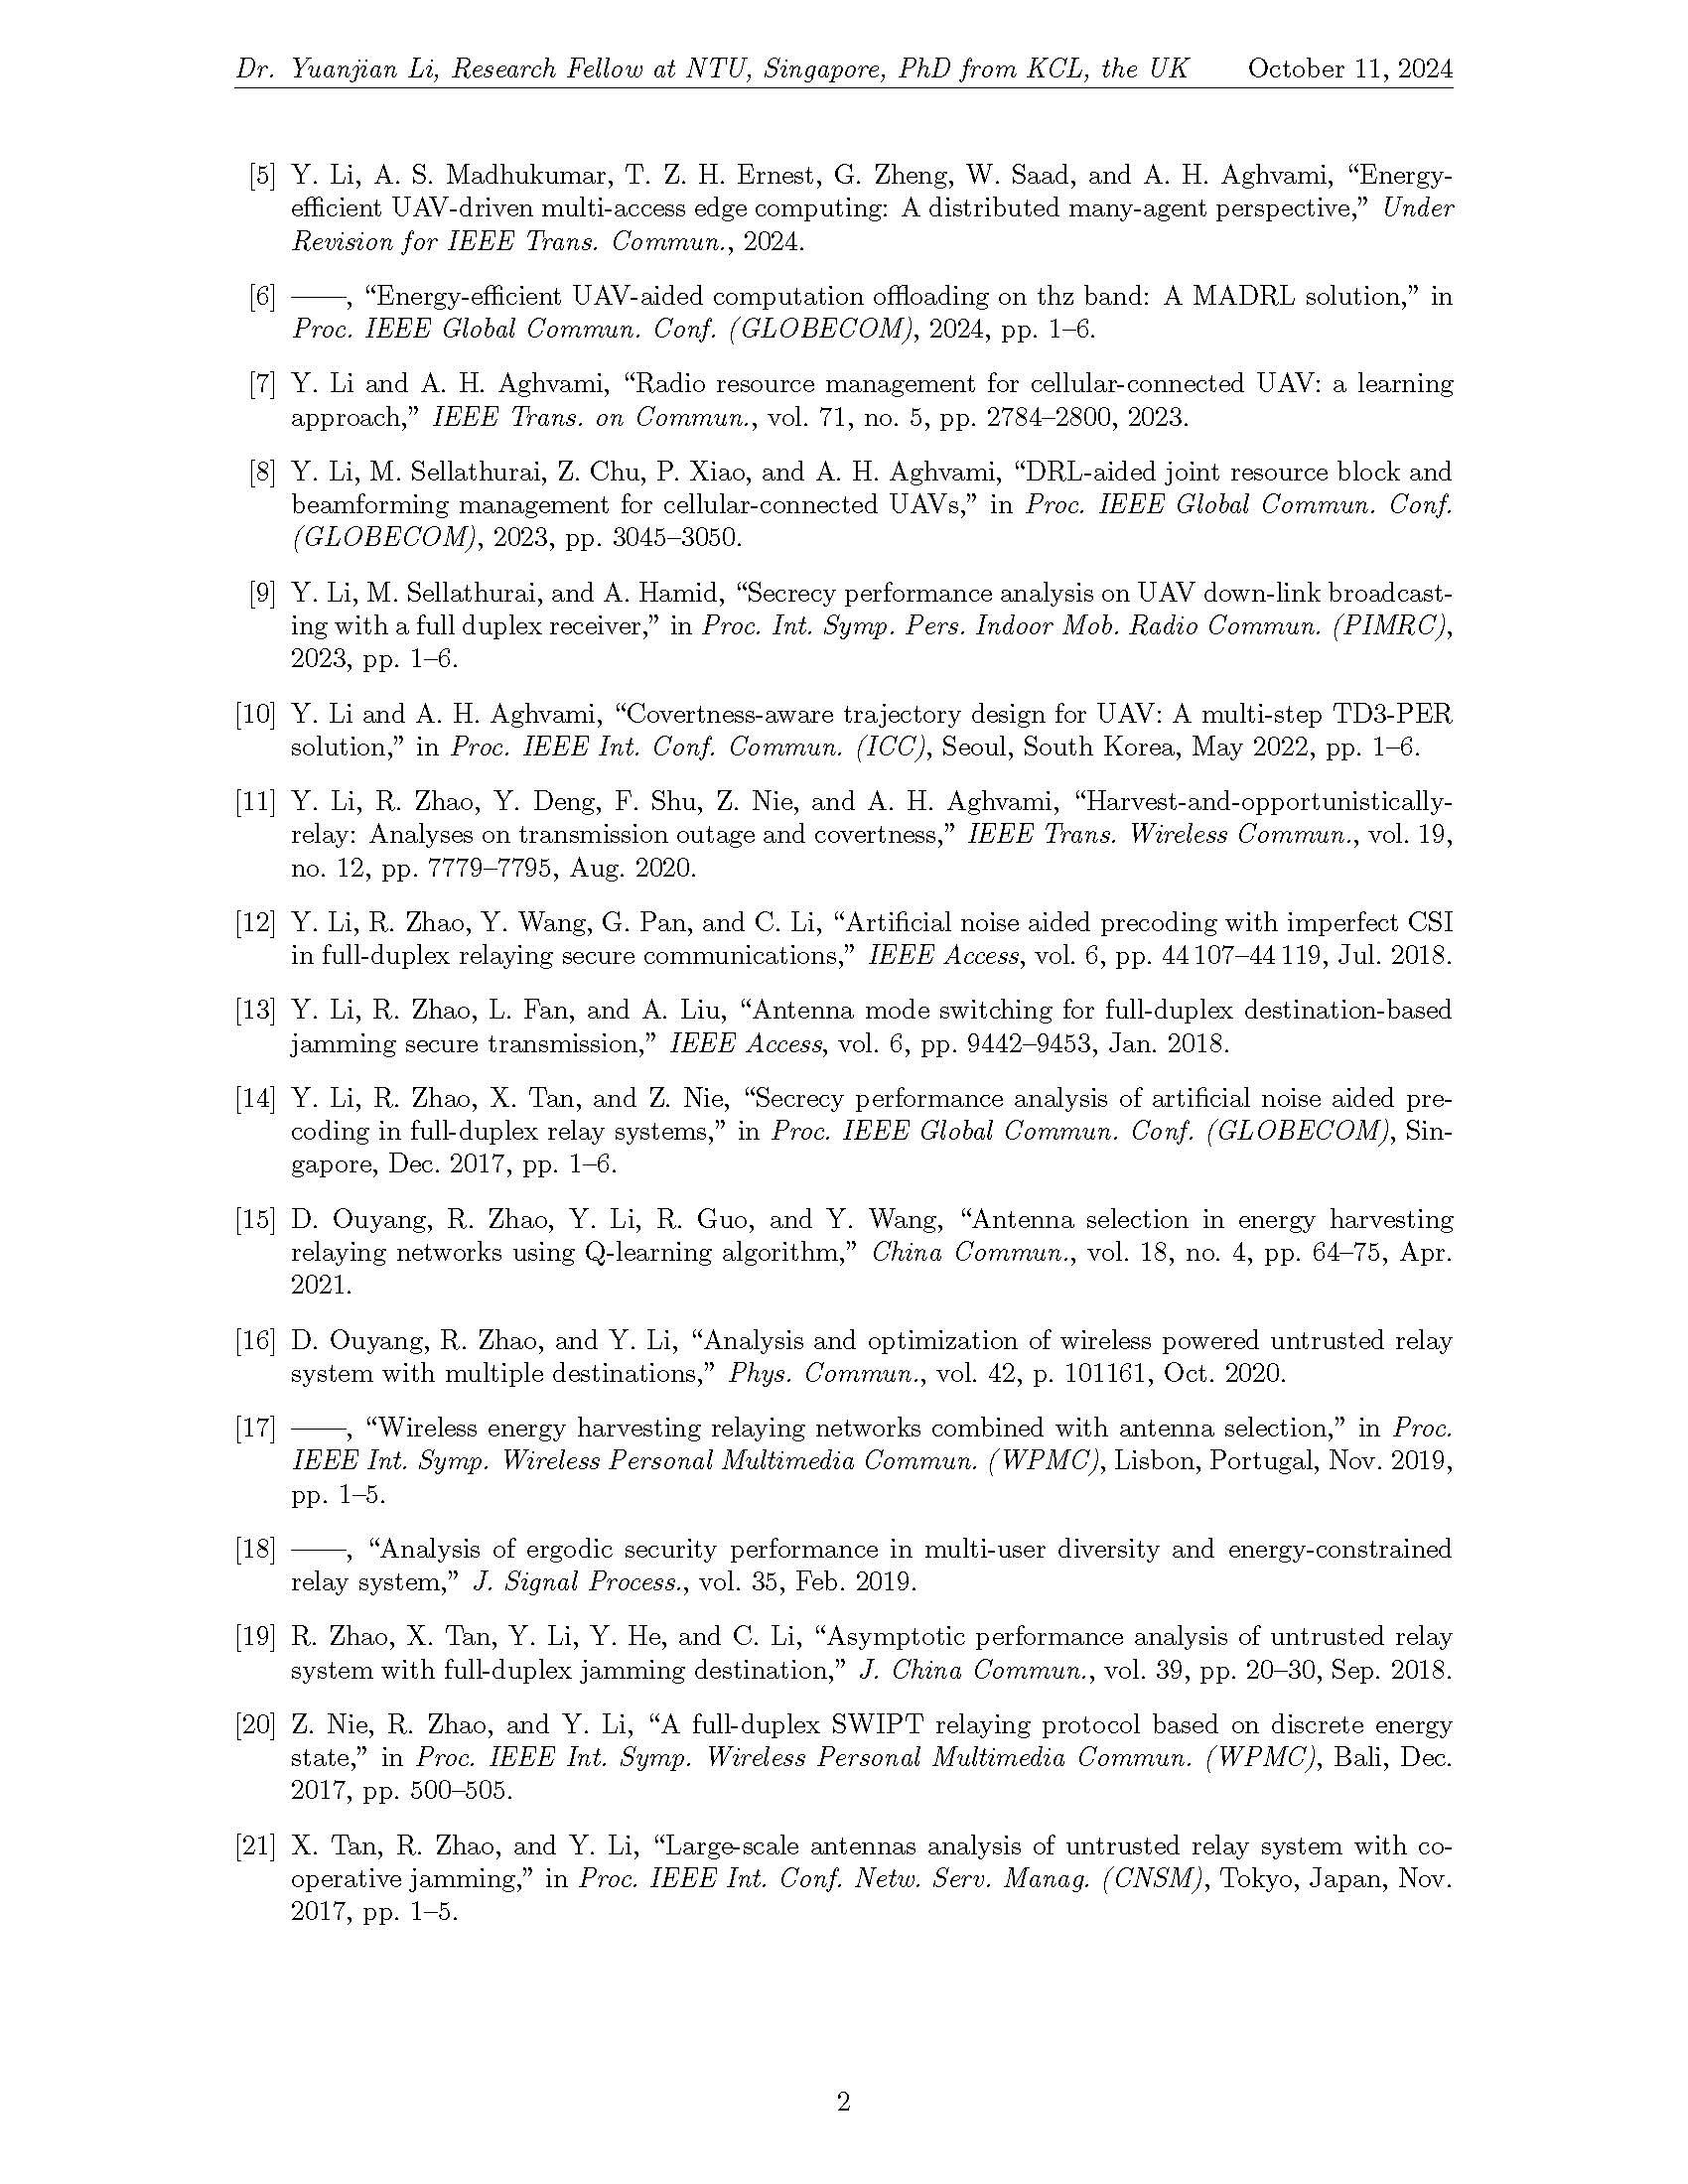 Dr. Yuanjian Li, Research Fellow at NTU, Singapore, PhD from KCL, the UK October 11, 2024
[5] Y. Li, A. S. Madhukumar, T. Z. H. Ernest, G. Zheng, W. Saad, and A. H. Aghvami, “Energy-
efficient UAV-driven multi-access edge computing: A distributed many-agent perspective,” Under
Revision for IEEE Trans. Commun., 2024.
[6] ——, “Energy-efficient UAV-aided computation offloading on thz band: A MADRL solution,” in
Proc. IEEE Global Commun. Conf. (GLOBECOM), 2024, pp. 1–6.
[7] Y. Li and A. H. Aghvami, “Radio resource management for cellular-connected UAV: a learning
approach,” IEEE Trans. on Commun., vol. 71, no. 5, pp. 2784–2800, 2023.
[8] Y. Li, M. Sellathurai, Z. Chu, P. Xiao, and A. H. Aghvami, “DRL-aided joint resource block and
beamforming management for cellular-connected UAVs,” in Proc. IEEE Global Commun. Conf.
(GLOBECOM), 2023, pp. 3045–3050.
[9] Y. Li, M. Sellathurai, and A. Hamid, “Secrecy performance analysis on UAV down-link broadcast-
ing with a full duplex receiver,” in Proc. Int. Symp. Pers. Indoor Mob. Radio Commun. (PIMRC),
2023, pp. 1–6.
[10] Y. Li and A. H. Aghvami, “Covertness-aware trajectory design for UAV: A multi-step TD3-PER
solution,” in Proc. IEEE Int. Conf. Commun. (ICC), Seoul, South Korea, May 2022, pp. 1–6.
[11] Y. Li, R. Zhao, Y. Deng, F. Shu, Z. Nie, and A. H. Aghvami, “Harvest-and-opportunistically-
relay: Analyses on transmission outage and covertness,” IEEE Trans. Wireless Commun., vol. 19,
no. 12, pp. 7779–7795, Aug. 2020.
[12] Y. Li, R. Zhao, Y. Wang, G. Pan, and C. Li, “Artificial noise aided precoding with imperfect CSI
in full-duplex relaying secure communications,” IEEE Access, vol. 6, pp. 44 107–44 119, Jul. 2018.
[13] Y. Li, R. Zhao, L. Fan, and A. Liu, “Antenna mode switching for full-duplex destination-based
jamming secure transmission,” IEEE Access, vol. 6, pp. 9442–9453, Jan. 2018.
[14] Y. Li, R. Zhao, X. Tan, and Z. Nie, “Secrecy performance analysis of artificial noise aided pre-
coding in full-duplex relay systems,” in Proc. IEEE Global Commun. Conf. (GLOBECOM), Sin-
gapore, Dec. 2017, pp. 1–6.
[15] D. Ouyang, R. Zhao, Y. Li, R. Guo, and Y. Wang, “Antenna selection in energy harvesting
relaying networks using Q-learning algorithm,” China Commun., vol. 18, no. 4, pp. 64–75, Apr.
2021.
[16] D. Ouyang, R. Zhao, and Y. Li, “Analysis and optimization of wireless powered untrusted relay
system with multiple destinations,” Phys. Commun., vol. 42, p. 101161, Oct. 2020.
[17] ——, “Wireless energy harvesting relaying networks combined with antenna selection,” in Proc.
IEEE Int. Symp. Wireless Personal Multimedia Commun. (WPMC), Lisbon, Portugal, Nov. 2019,
pp. 1–5.
[18] ——, “Analysis of ergodic security performance in multi-user diversity and energy-constrained
relay system,” J. Signal Process., vol. 35, Feb. 2019.
[19] R. Zhao, X. Tan, Y. Li, Y. He, and C. Li, “Asymptotic performance analysis of untrusted relay
system with full-duplex jamming destination,” J. China Commun., vol. 39, pp. 20–30, Sep. 2018.
[20] Z. Nie, R. Zhao, and Y. Li, “A full-duplex SWIPT relaying protocol based on discrete energy
state,” in Proc. IEEE Int. Symp. Wireless Personal Multimedia Commun. (WPMC), Bali, Dec.
2017, pp. 500–505.
[21] X. Tan, R. Zhao, and Y. Li, “Large-scale antennas analysis of untrusted relay system with co-
operative jamming,” in Proc. IEEE Int. Conf. Netw. Serv. Manag. (CNSM), Tokyo, Japan, Nov.
2017, pp. 1–5.
2